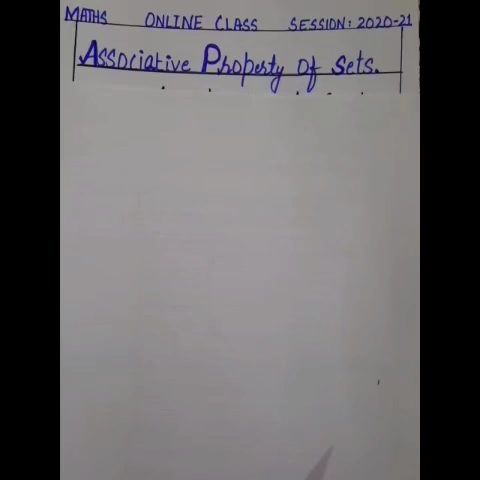 MATHS ONLINE CLASS SESSION: 2020-21
Associative Property Of Sets.